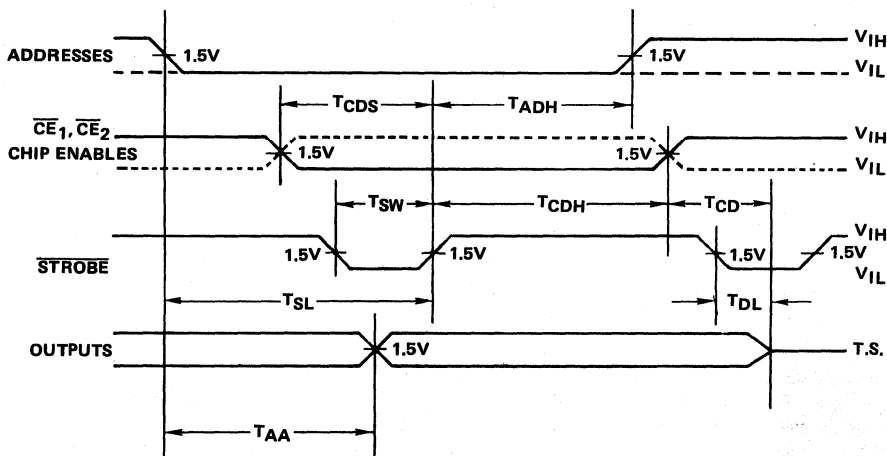 ADDRESSES 1.5V 1.5V VIH
VIL
TCDS TADH
CE1, CE2
CHIP ENABLES 1.5V 1.5V VIH
VIL
TSW TCDH TCD
STROBE 1.5V 1.5V 1.5V 1.5V VIH
VIL
TSL TDL
OUTPUTS 1.5V T.S.
TAA